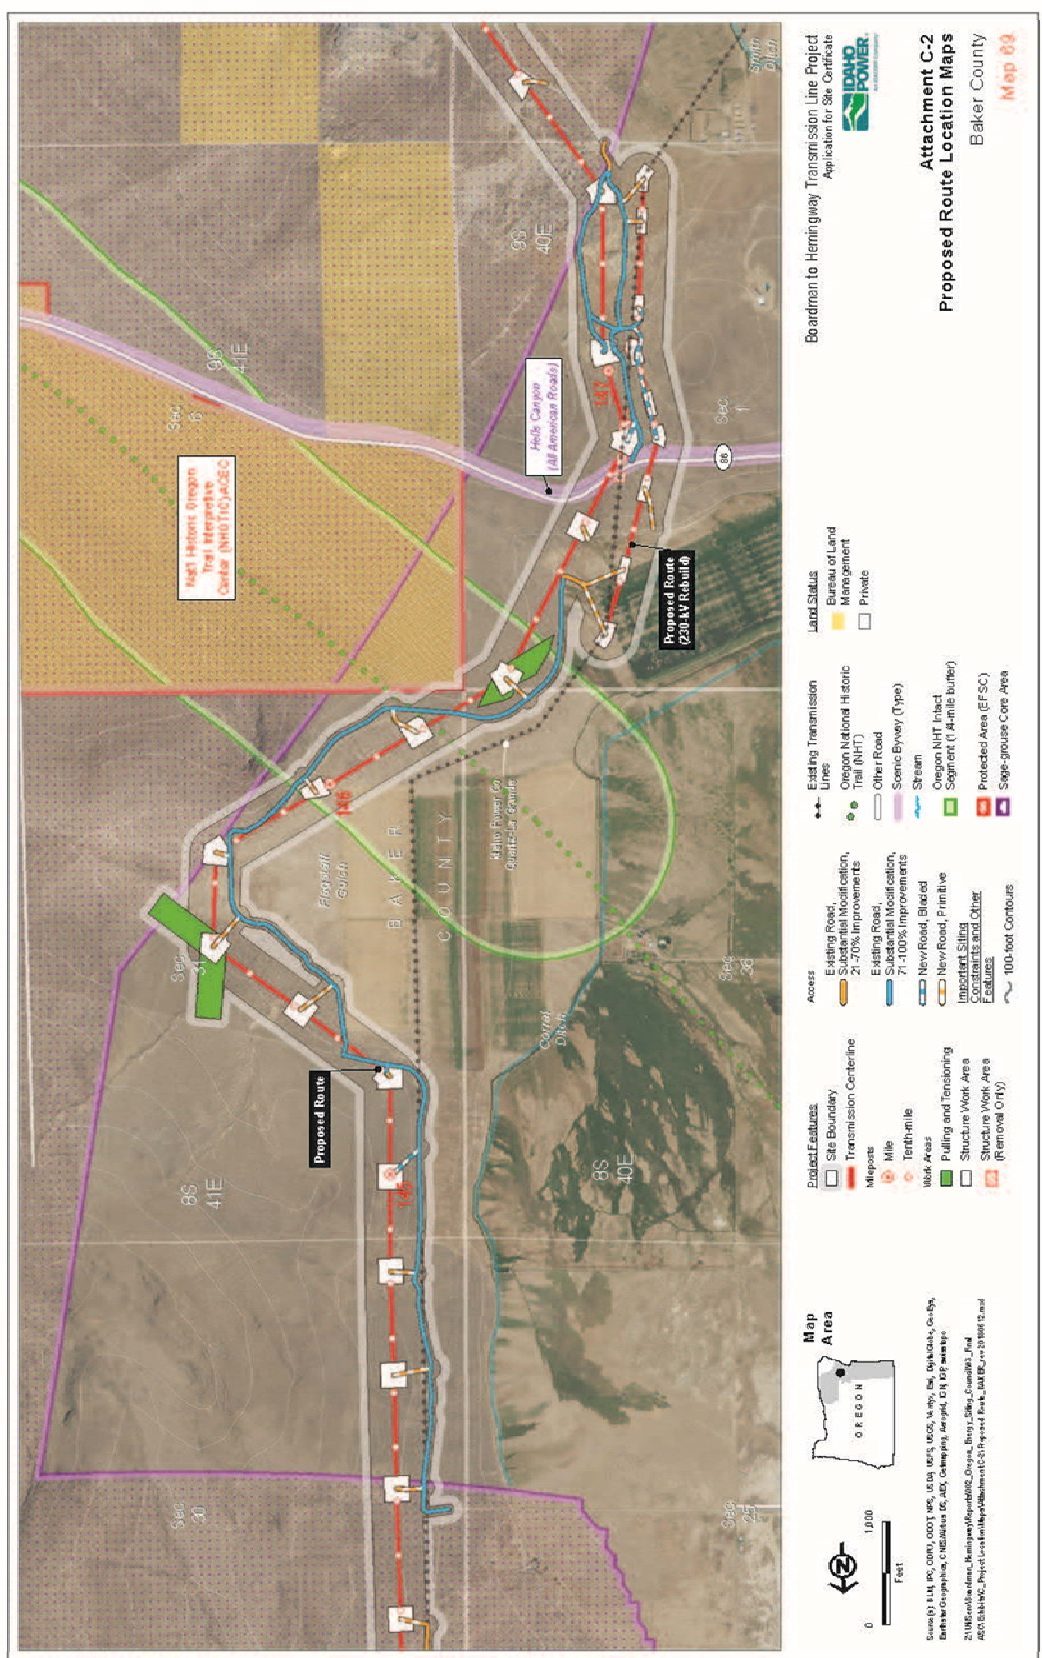 Boardman to Hemingway Transmission Line Project
Application for Site Certificate
IDAHO
POWER
Attachment C-2
Proposed Route Location Maps
Baker County
Map 69
Nat'l Historic Oregon
Trail Interpretive
Center (NHOTIC) ACEC
Hells Canyon
(All American Roads)
Proposed Route
Proposed Route
(230-kV Rebuild)
Idaho Power Co
Quartz-La Grande
Flagstaff
Gulch
BAKER
COUNTY
Corral
Ditch
Smith
Ditch
8S
41E
8S
40E
9S
41E
9S
40E
Sec
30
Sec
31
Sec
6
Sec
25
Sec
36
Sec
1
86
145
146
147
Project Features
Site Boundary
Transmission Centerline
Mileposts
Mile
Tenth-mile
Work Areas
Pulling and Tensioning
Structure Work Area
Structure Work Area
(Removal Only)
Access
Existing Road,
Substantial Modification,
21-70% Improvements
Existing Road,
Substantial Modification,
71-100% Improvements
New Road, Bladed
New Road, Primitive
Important Siting
Constraints and Other
Features
100-foot Contours
Existing Transmission
Lines
Oregon National Historic
Trail (NHT)
Other Road
Scenic Byway (Type)
Stream
Oregon NHT Intact
Segment (1/4-mile buffer)
Protected Area (EFSC)
Sage-grouse Core Area
Land Status
Bureau of Land
Management
Private
Map
Area
OREGON
N
0
1,000
Feet